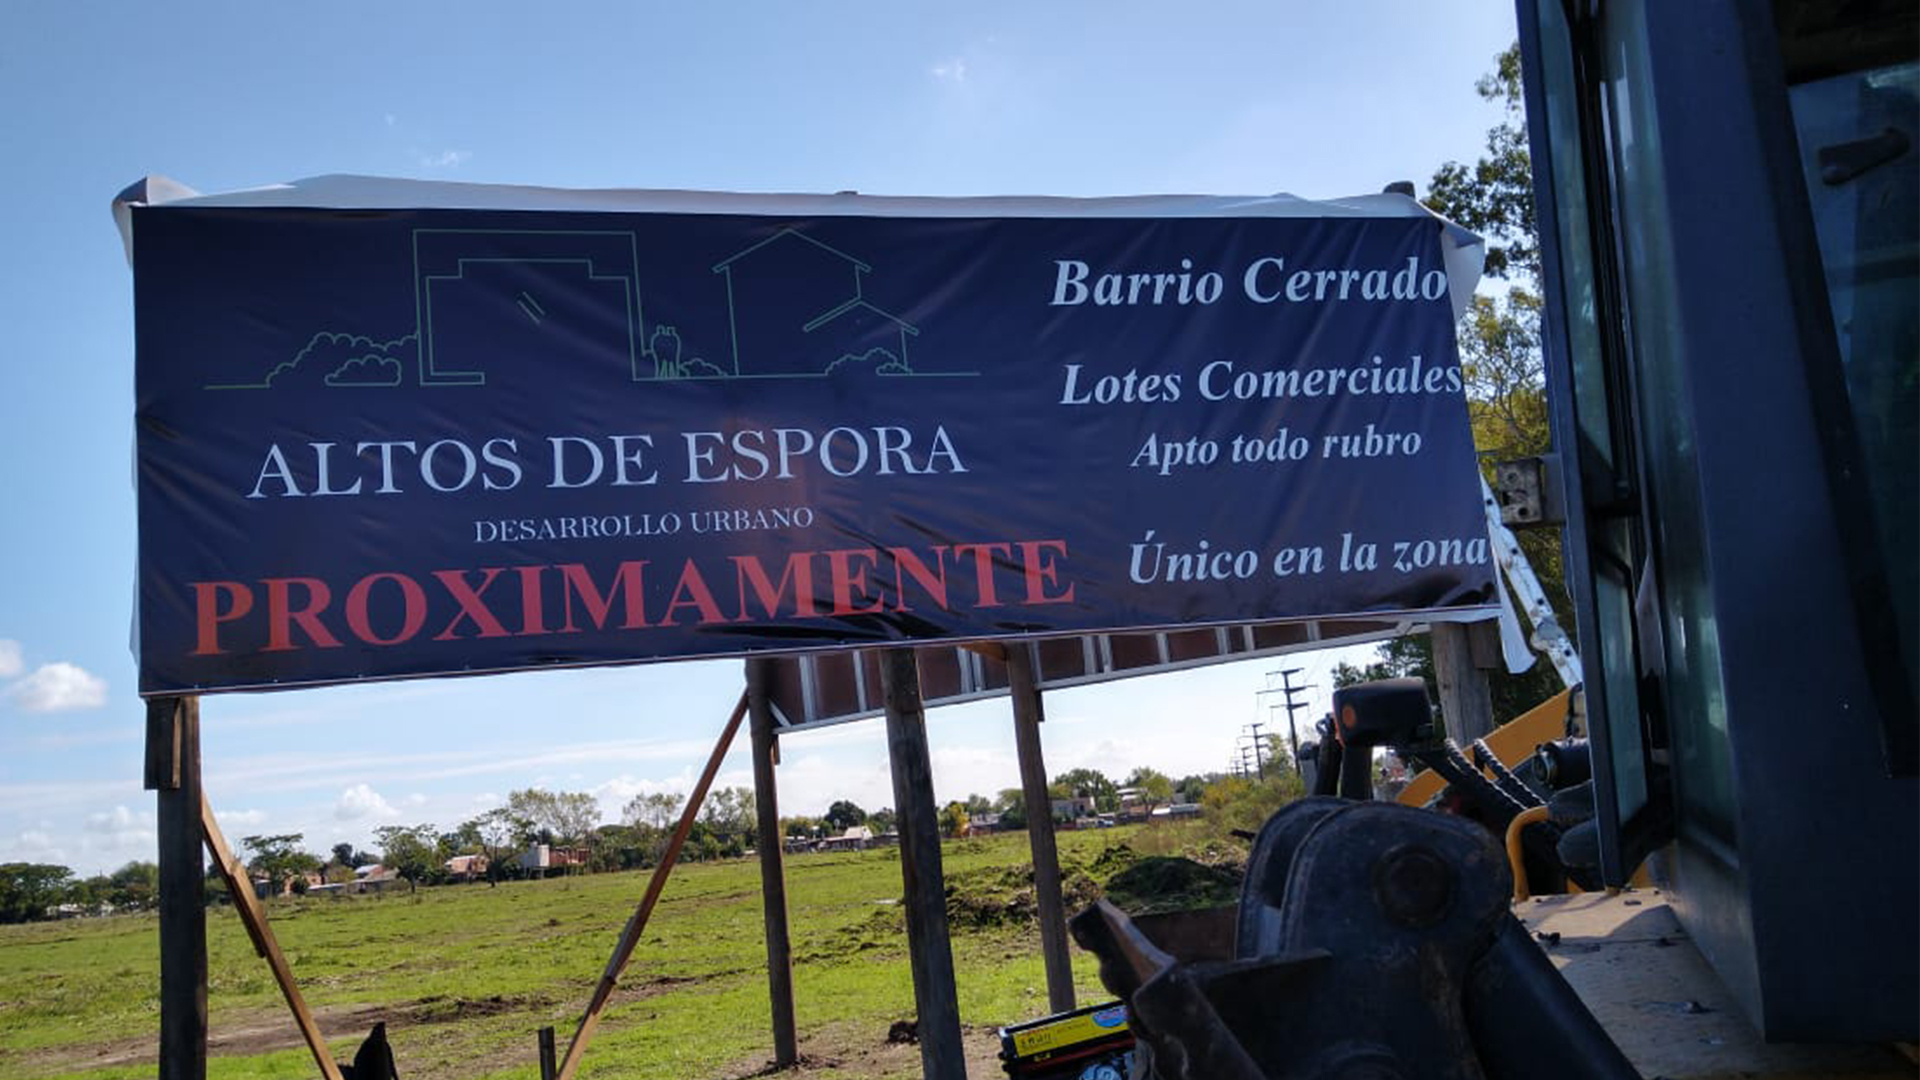 ALTOS DE ESPORA
DESARROLLO URBANO
PROXIMAMENTE
Barrio Cerrado
Lotes Comerciales
Apto todo rubro
Único en la zona